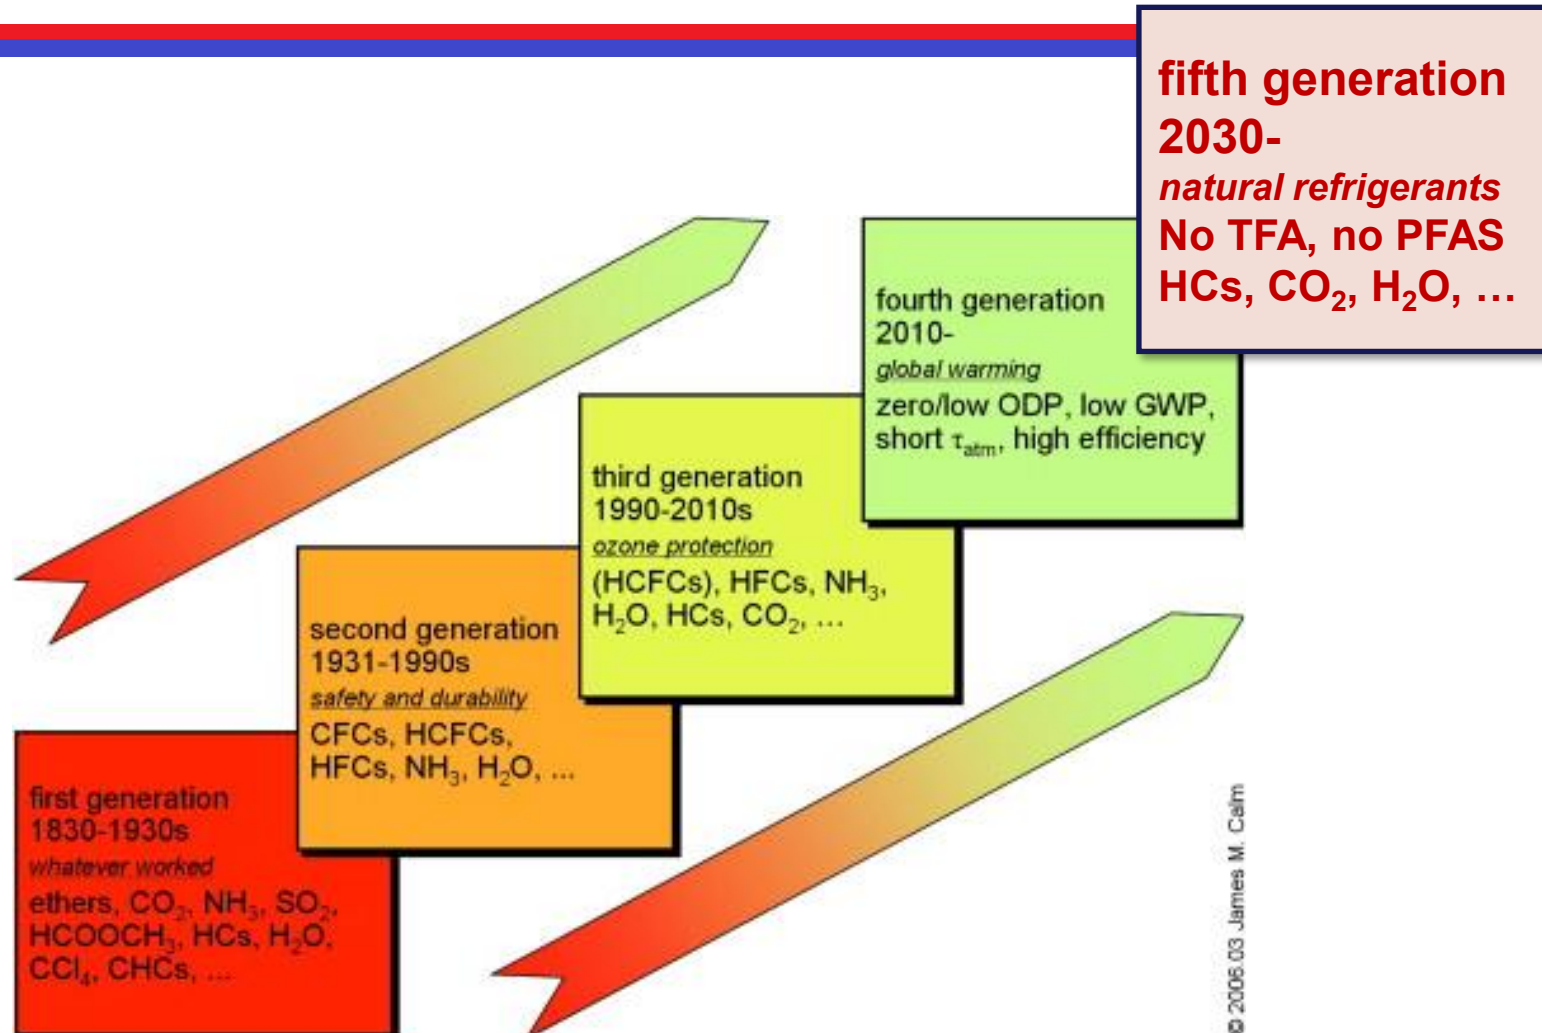 fifth generation
2030-
natural refrigerants
No TFA, no PFAS
HCs, CO₂, H₂O, …
fourth generation
2010-
global warming
zero/low ODP, low GWP,
short τatm, high efficiency
third generation
1990-2010s
ozone protection
(HCFCs), HFCs, NH₃,
H₂O, HCs, CO₂, …
second generation
1931-1990s
safety and durability
CFCs, HCFCs,
HFCs, NH₃, H₂O, …
first generation
1830-1930s
whatever worked
ethers, CO₂, NH₃, SO₂,
HCOOCH₃, HCs, H₂O,
CCl₄, CHCs, …
© 2006.03 James M. Calm